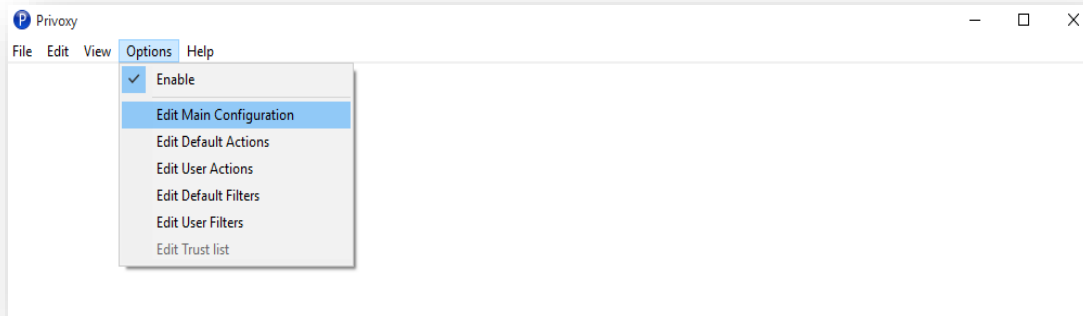 Privoxy
File Edit View Options Help
Enable
Edit Main Configuration
Edit Default Actions
Edit User Actions
Edit Default Filters
Edit User Filters
Edit Trust list